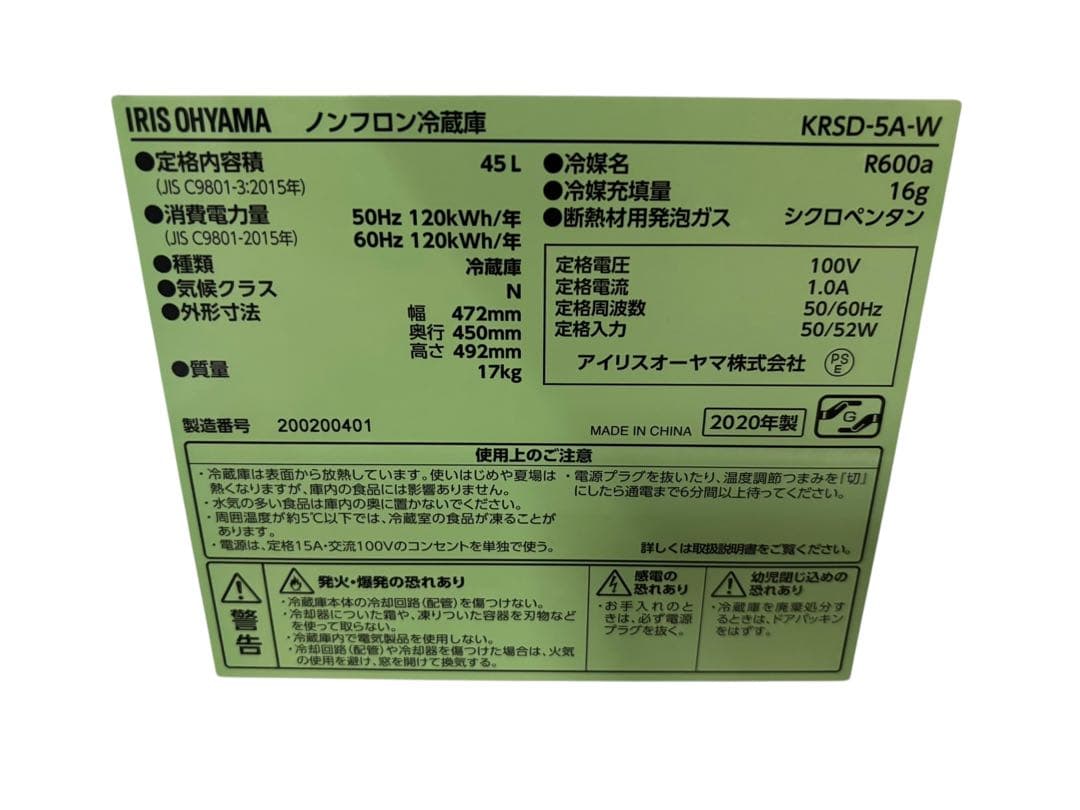 IRIS OHYAMA ノンフロン冷蔵庫 KRSD-5A-W
●定格内容積 45L
(JIS C9801-3:2015年)
●消費電力量 50Hz 120kWh/年
(JIS C9801-2015年) 60Hz 120kWh/年
●種類 冷蔵庫
●気候クラス N
●外形寸法 幅 472mm
奥行 450mm
高さ 492mm
●質量 17kg
●冷媒名 R600a
●冷媒充填量 16g
●断熱材用発泡ガス シクロペンタン
定格電圧 100V
定格電流 1.0A
定格周波数 50/60Hz
定格入力 50/52W
アイリスオーヤマ株式会社 PSE
製造番号 200200401
MADE IN CHINA 2020年製 G
使用上のご注意
・冷蔵庫は表面から放熱しています。使いはじめや夏場は
熱くなりますが、庫内の食品には影響ありません。
・水気の多い食品は庫内の奥に置かないでください。
・周囲温度が約5℃以下では、冷蔵室の食品が凍ることが
あります。
・電源は、定格15A・交流100Vのコンセントを単独で使う。
・電源プラグを抜いたり、温度調節つまみを「切」
にしたら通電まで6分間以上待ってください。
詳しくは取扱説明書をご覧ください。
警告
発火・爆発の恐れあり
・冷蔵庫本体の冷却回路(配管)を傷つけない。
・冷却器についた霜や、凍りついた容器を刃物など
を使って取らない。
・冷蔵庫内で電気製品を使用しない。
・冷却回路(配管)や冷却器を傷つけた場合は、火気
の使用を避け、窓を開けて換気する。
感電の
恐れあり
・お手入れのと
きは、必ず電源
プラグを抜く。
幼児閉じ込めの
恐れあり
・冷蔵庫を廃棄処分す
るときは、ドアパッキン
をはずす。